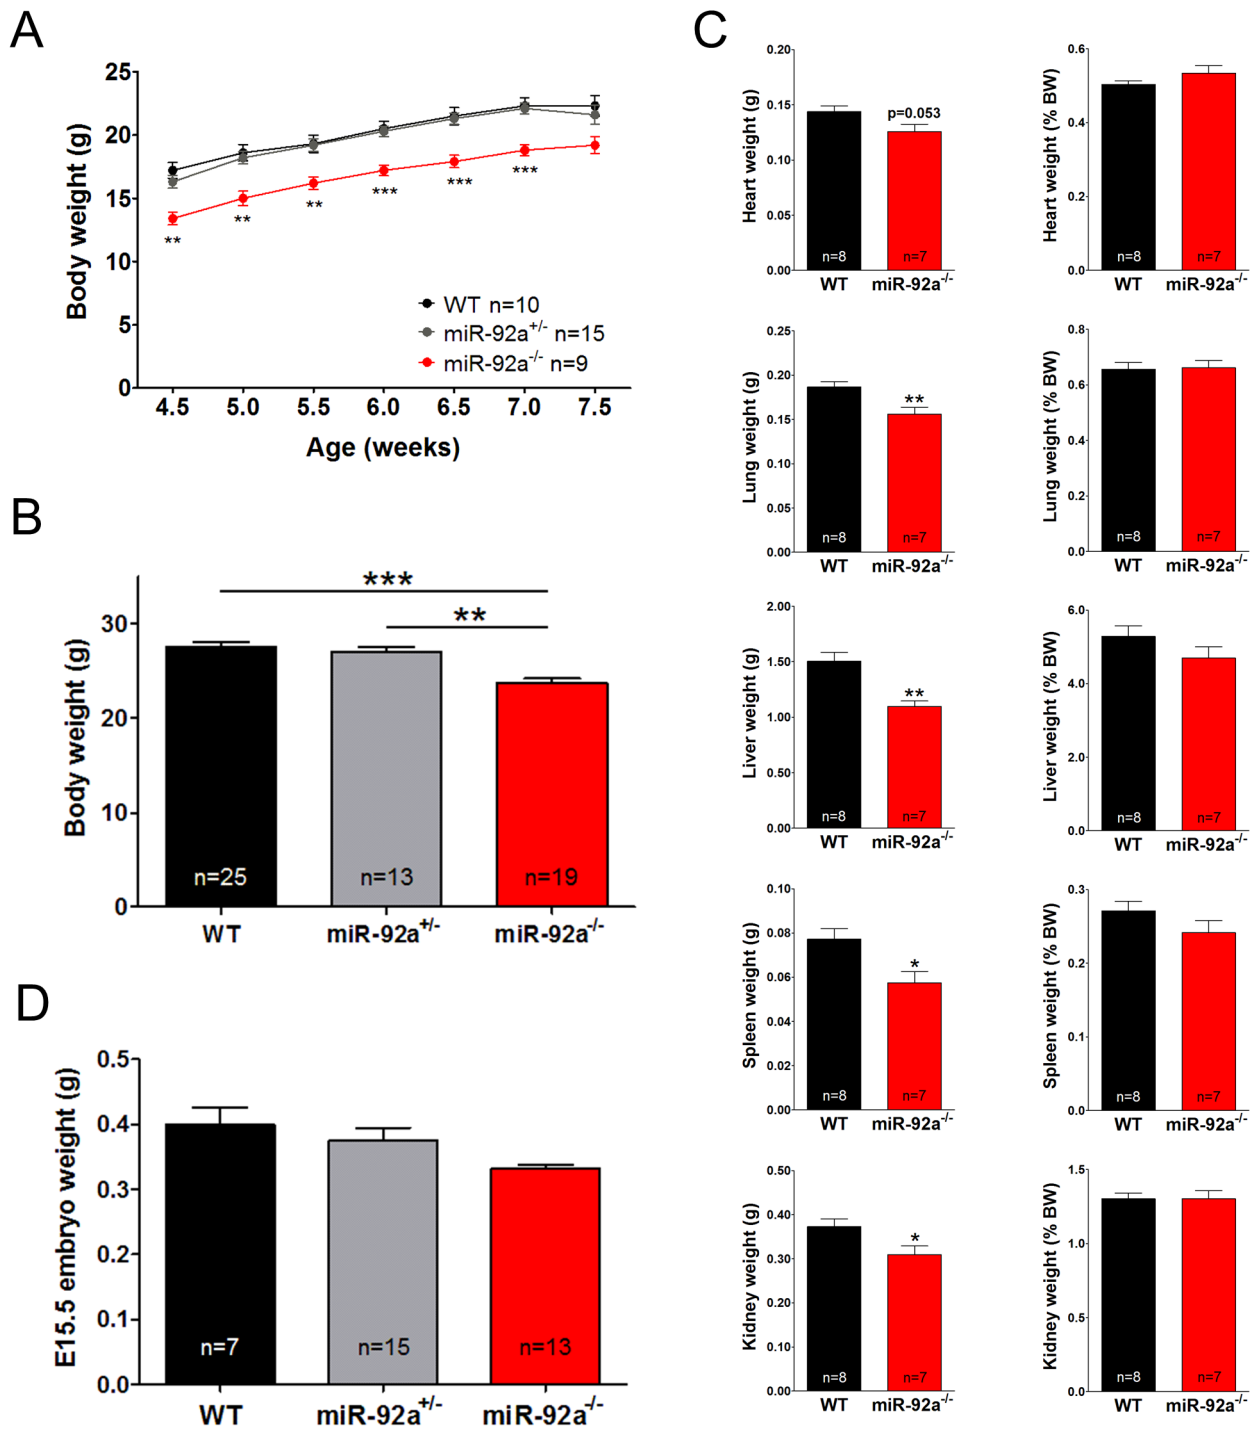 A
Body weight (g)
25
20
15
10
5
0
** ** ** *** *** ***
WT n=10
miR-92a+/- n=15
miR-92a-/- n=9
4.5 5.0 5.5 6.0 6.5 7.0 7.5
Age (weeks)
B
Body weight (g)
30
20
10
0
***
**
n=25 n=13 n=19
WT miR-92a+/- miR-92a-/-
D
E15.5 embryo weight (g)
0.5
0.4
0.3
0.2
0.1
0.0
n=7 n=15 n=13
WT miR-92a+/- miR-92a-/-
C
Heart weight (g)
0.20
0.15
0.10
0.05
0.00
p=0.053
n=8 n=7
WT miR-92a-/-
Heart weight (% BW)
0.6
0.4
0.2
0.0
n=8 n=7
WT miR-92a-/-
Lung weight (g)
0.25
0.20
0.15
0.10
0.05
0.00
**
n=8 n=7
WT miR-92a-/-
Lung weight (% BW)
0.8
0.6
0.4
0.2
0.0
n=8 n=7
WT miR-92a-/-
Liver weight (g)
2.00
1.50
1.00
0.50
0.00
**
n=8 n=7
WT miR-92a-/-
Liver weight (% BW)
6.0
4.0
2.0
0.0
n=8 n=7
WT miR-92a-/-
Spleen weight (g)
0.10
0.08
0.06
0.04
0.02
0.00
*
n=8 n=7
WT miR-92a-/-
Spleen weight (% BW)
0.3
0.2
0.1
0.0
n=8 n=7
WT miR-92a-/-
Kidney weight (g)
0.50
0.40
0.30
0.20
0.10
0.00
*
n=8 n=7
WT miR-92a-/-
Kidney weight (% BW)
1.5
1.0
0.5
0.0
n=8 n=7
WT miR-92a-/-